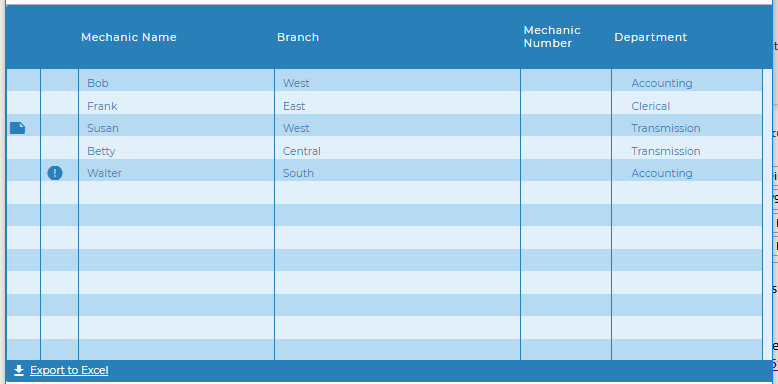 Mechanic Name Branch Mechanic Number Department
Bob West Accounting
Frank East Clerical
Susan West Transmission
Betty Central Transmission
Walter South Accounting
Export to Excel